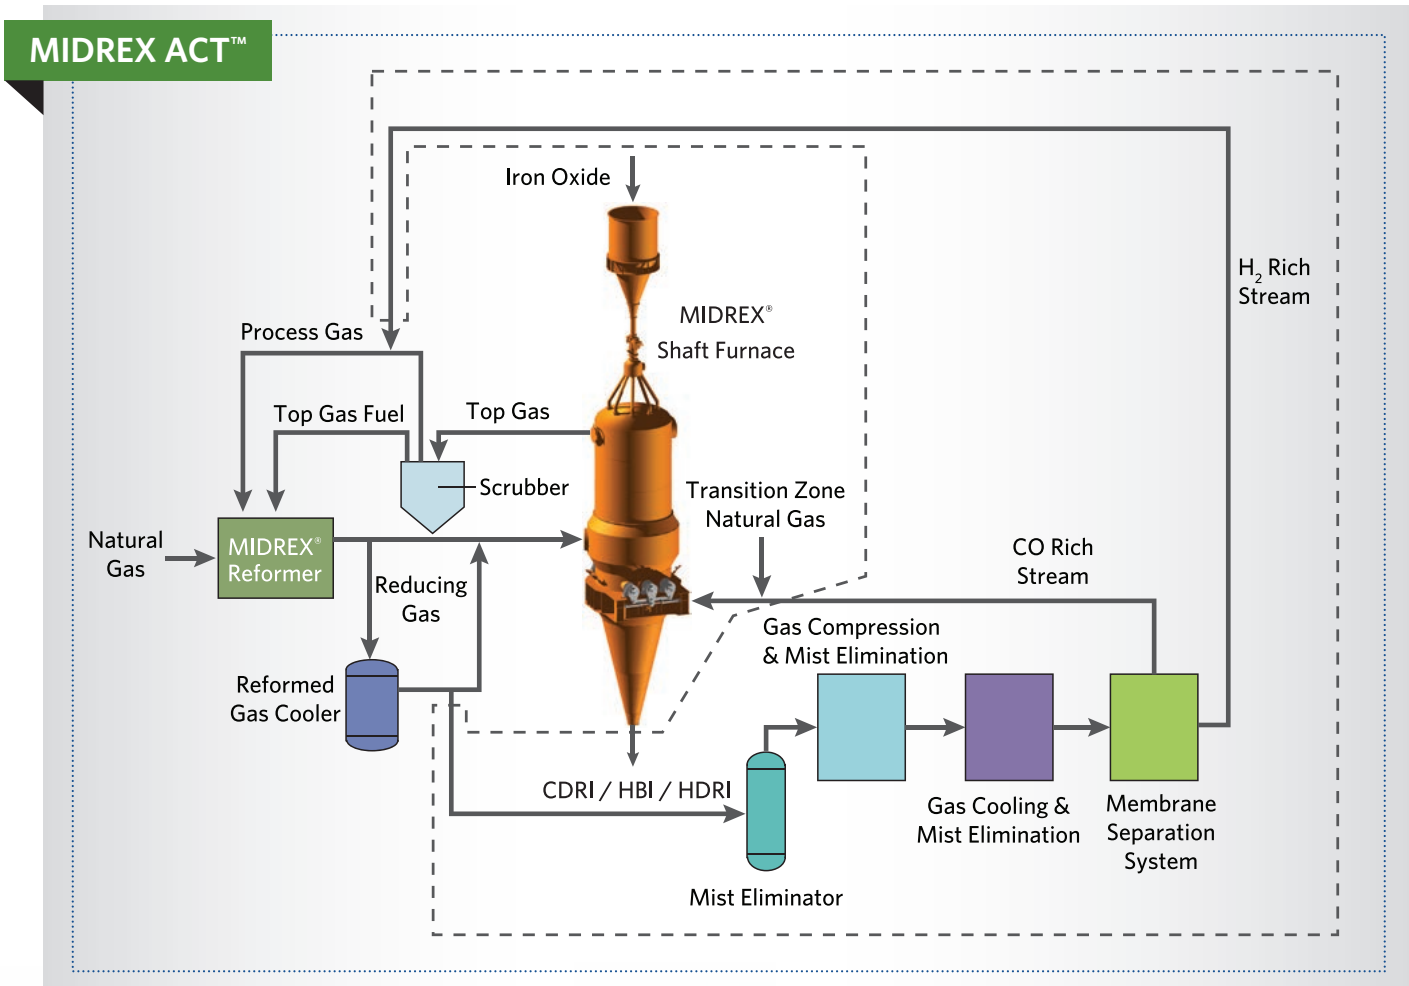 MIDREX ACT™
Iron Oxide
H2 Rich
Stream
MIDREX®
Shaft Furnace
Process Gas
Top Gas Fuel
Top Gas
Scrubber
Transition Zone
Natural Gas
Natural
Gas
MIDREX®
Reformer
CO Rich
Stream
Reducing
Gas
Gas Compression
& Mist Elimination
Reformed
Gas Cooler
CDRI / HBI / HDRI
Gas Cooling &
Mist Elimination
Membrane
Separation
System
Mist Eliminator